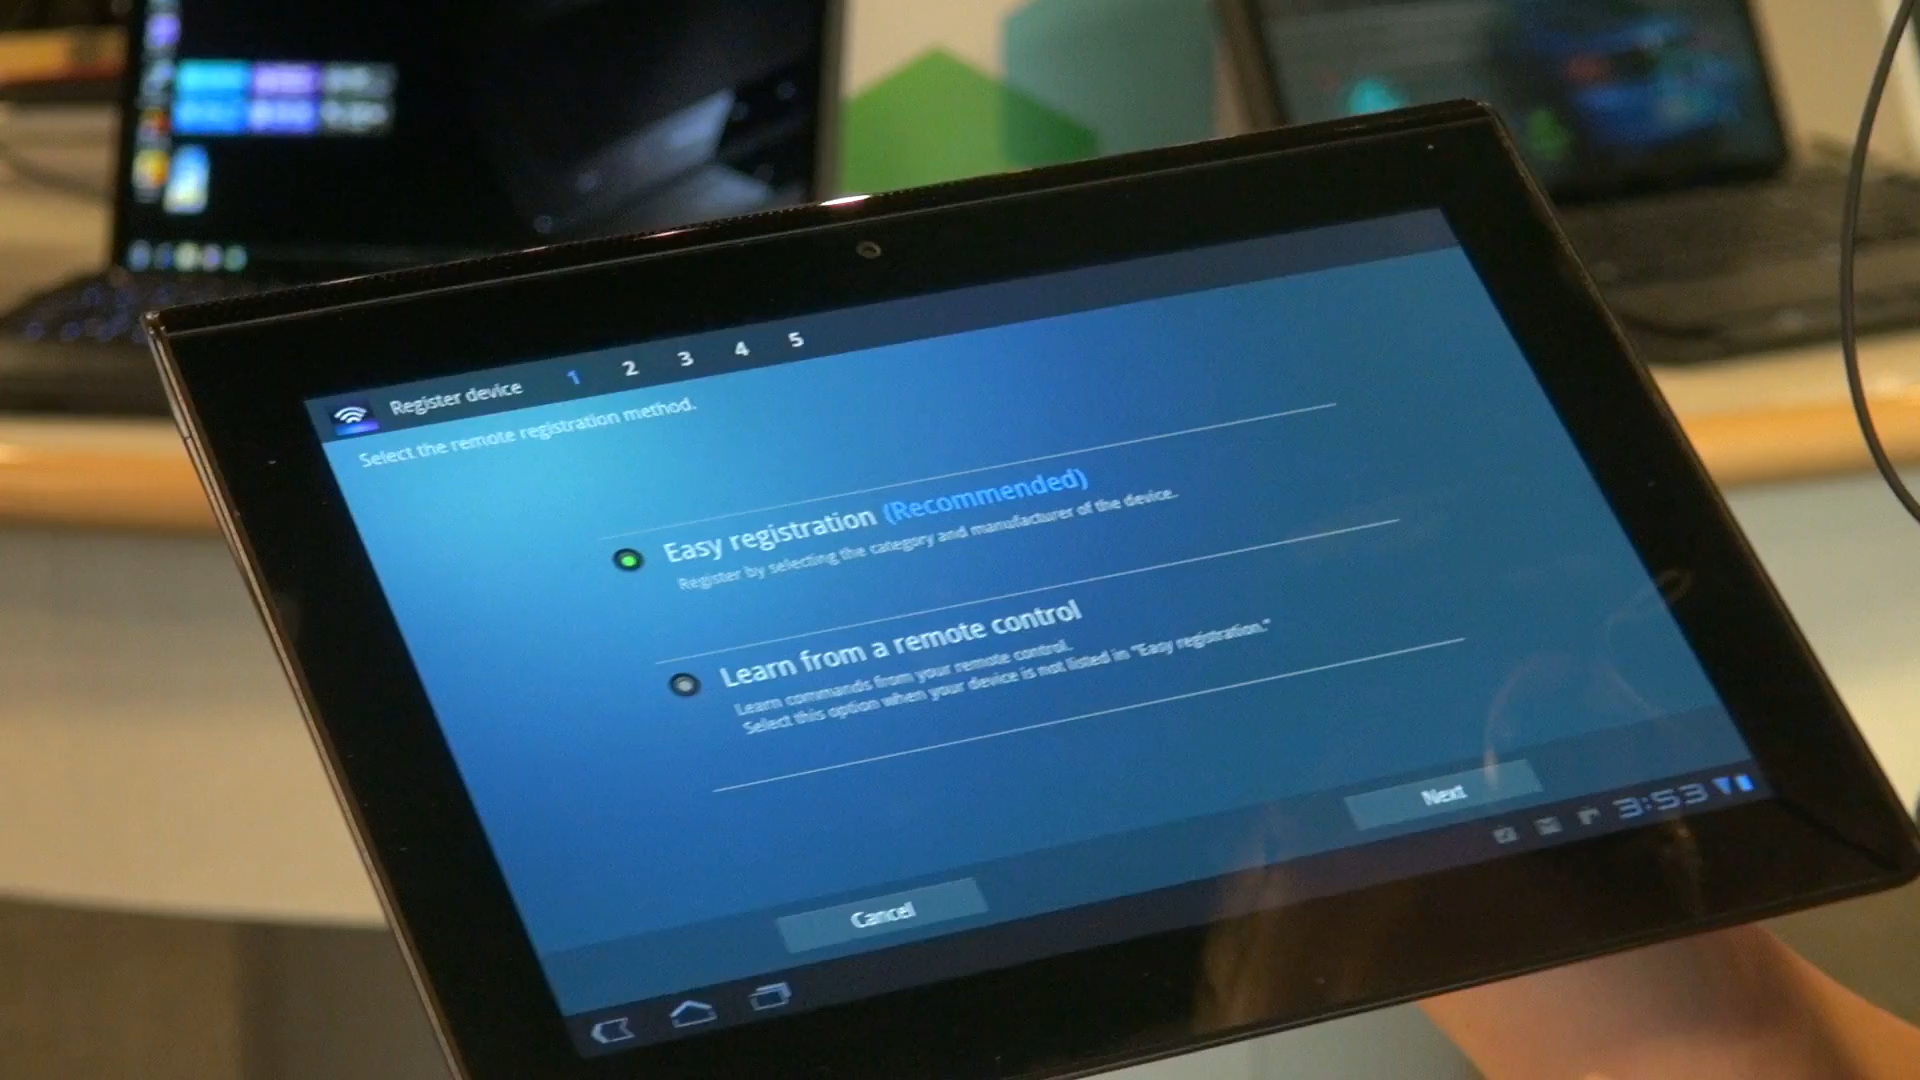 Register device 1 2 3 4 5
Select the remote registration method.
Easy registration (Recommended)
Register by selecting the category and manufacturer of the device.
Learn from a remote control
Learn commands from your remote control.
Select this option when your device is not listed in "Easy registration."
Next
3:53
Cancel